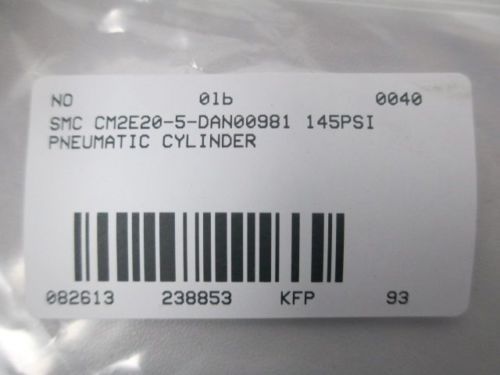 NO 01b 0040
SMC CM2E20-5-DAN00981 145PSI
PNEUMATIC CYLINDER
082613 238853 KFP 93